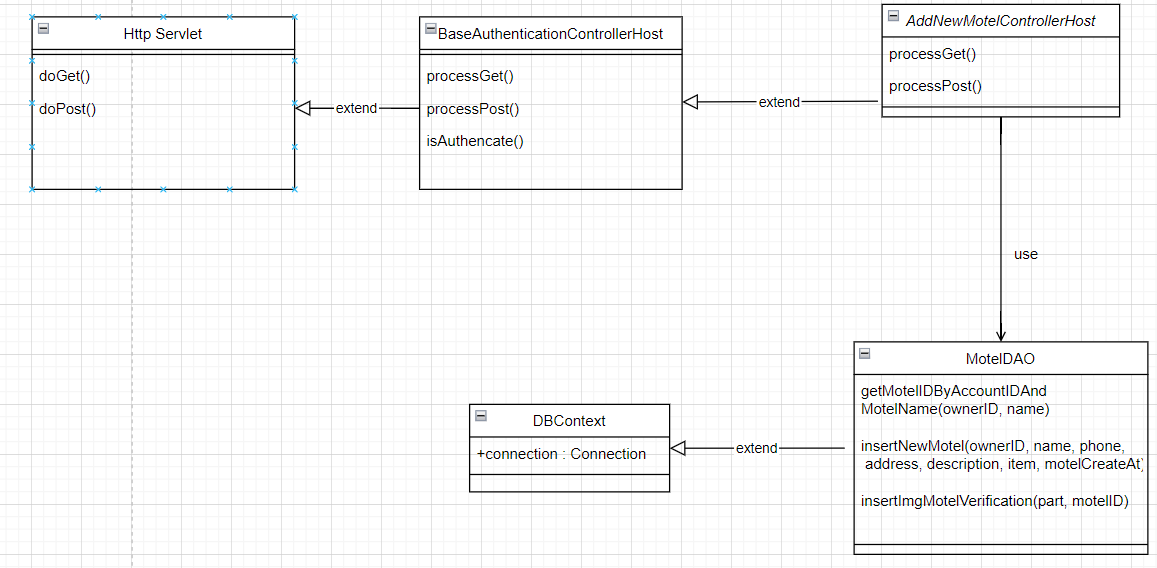 Http Servlet
doGet()
doPost()
extend
BaseAuthenticationControllerHost
processGet()
processPost()
isAuthencate()
extend
AddNewMotelControllerHost
processGet()
processPost()
use
MotelDAO
getMotelIDByAccountIDAnd
MotelName(ownerID, name)
insertNewMotel(ownerID, name, phone,
address, description, item, motelCreateAt)
insertImgMotelVerification(part, motelID)
extend
DBContext
+connection : Connection